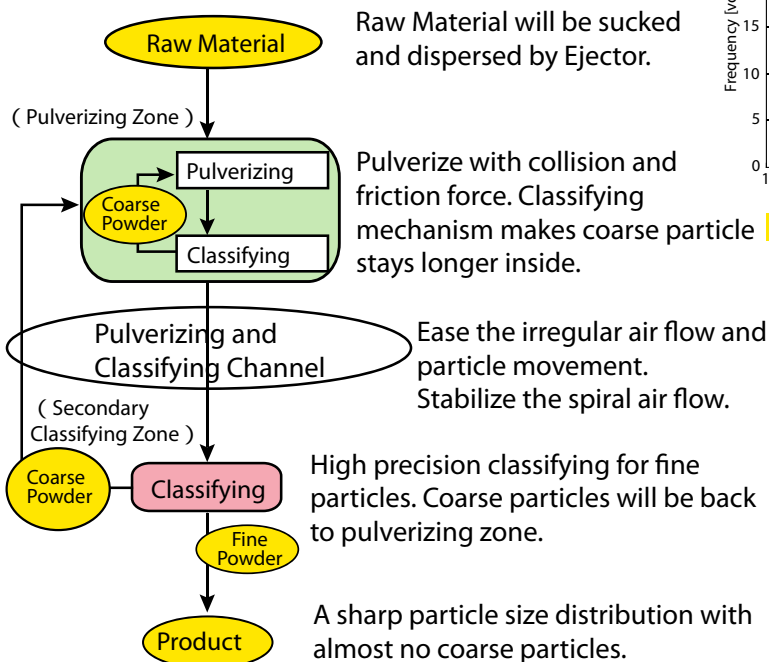 Raw Material
Raw Material will be sucked
and dispersed by Ejector.
Frequency [vo
15
10
5
0
1
( Pulverizing Zone )
Pulverizing
Coarse
Powder
Classifying
Pulverize with collision and
friction force. Classifying
mechanism makes coarse particle
stays longer inside.
Pulverizing and
Classifying Channel
Ease the irregular air flow and
particle movement.
Stabilize the spiral air flow.
( Secondary
Classifying Zone )
Coarse
Powder
Classifying
High precision classifying for fine
particles. Coarse particles will be back
to pulverizing zone.
Fine
Powder
Product
A sharp particle size distribution with
almost no coarse particles.